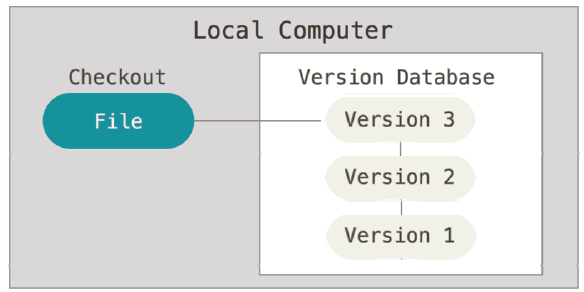 Local Computer
Checkout
Version Database
File
Version 3
Version 2
Version 1